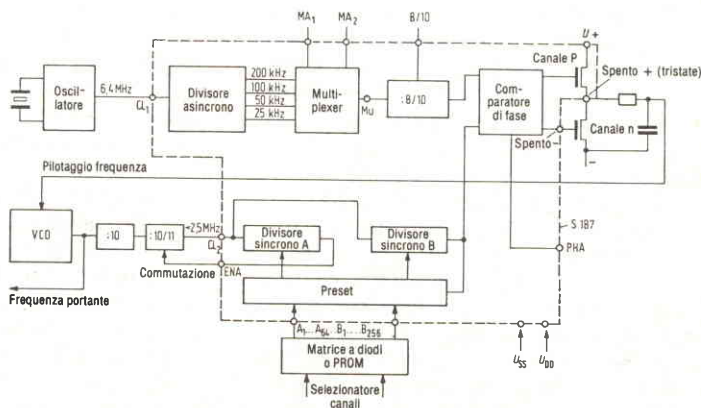 MA1
MA2
B/10
U+
Canale P
Spento + (tristate)
Oscil-
latore
6,4MHz
CL1
Divisore
asincrono
200 kHz
100 kHz
50 kHz
25 kHz
Multi-
plexer
Mu
:B/10
Com-
paratore
di fase
Spento-
Canale n
-
Pilotaggio frequenza
VCO
:10
:10/11
≈2,5MHz
CL2
Divisore
sincrono A
Divisore
sincrono B
S 187
PHA
Commutazione
ENA
Frequenza portante
Preset
A1...A64 B1....B256
Matrice a diodi
o PROM
USS
UDD
Selezionatore
canali